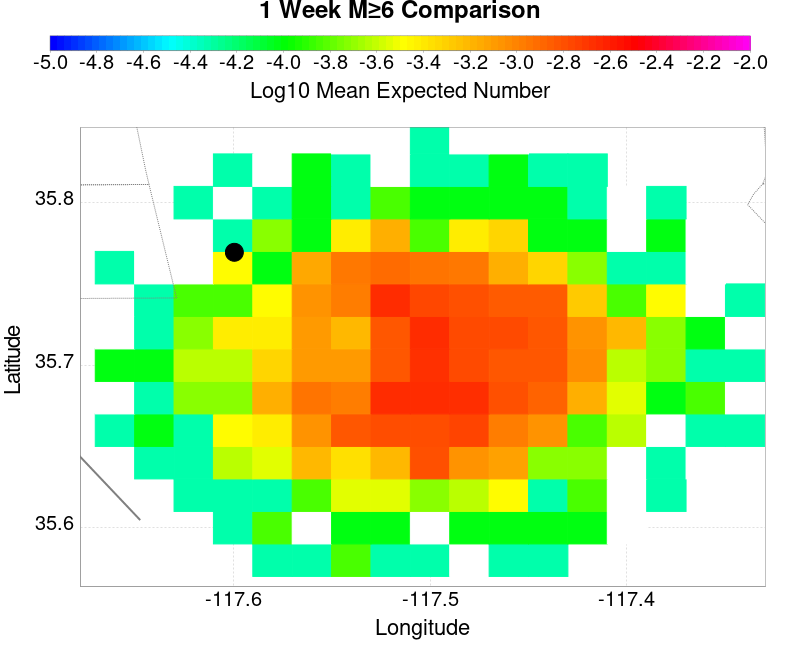 1 Week M≥6 Comparison
-5.0 -4.8 -4.6 -4.4 -4.2 -4.0 -3.8 -3.6 -3.4 -3.2 -3.0 -2.8 -2.6 -2.4 -2.2 -2.0
Log10 Mean Expected Number
35.8
35.7
35.6
Latitude
-117.6 -117.5 -117.4
Longitude